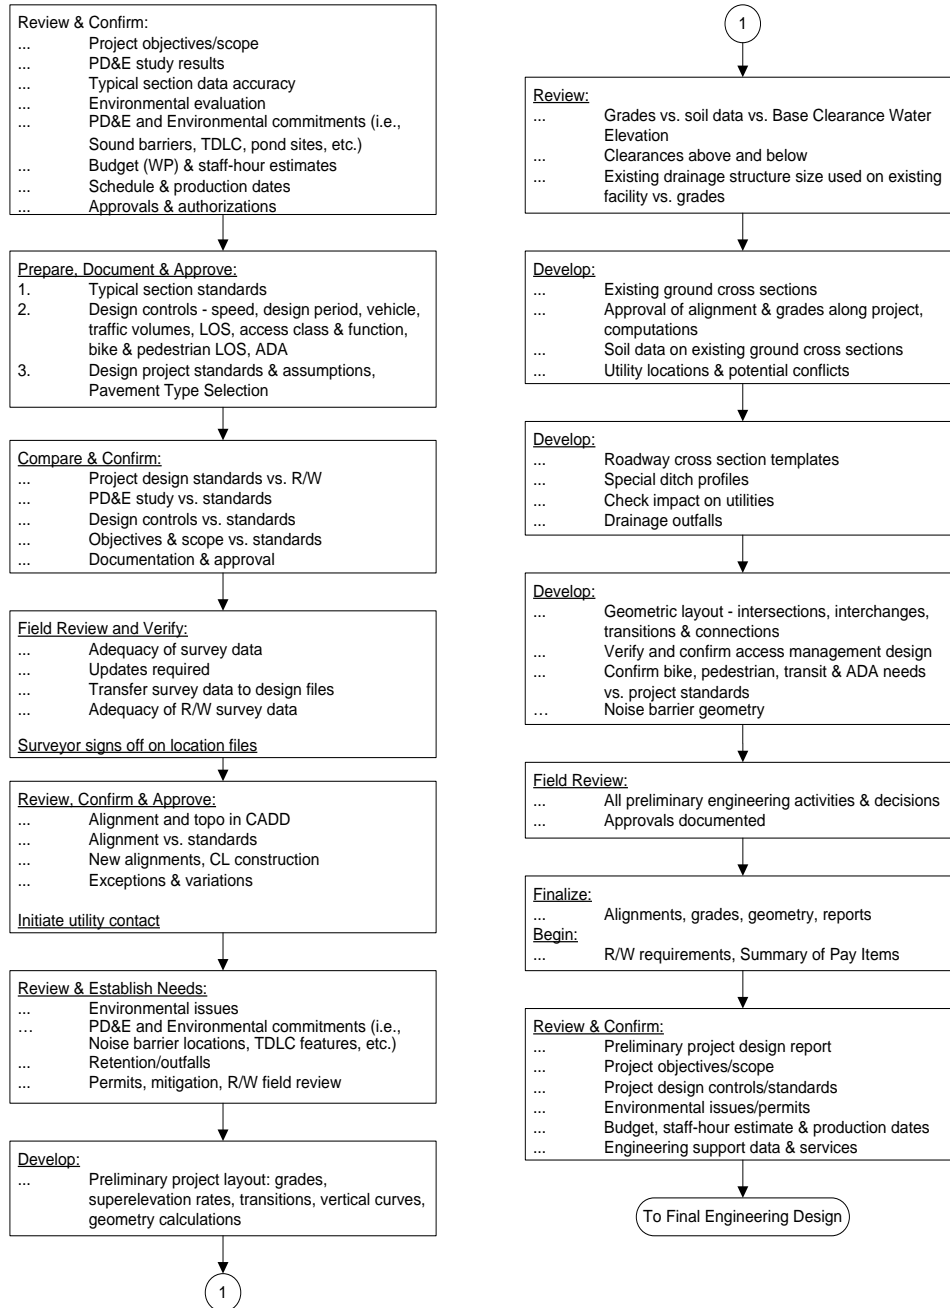 Review & Confirm:
... Project objectives/scope
... PD&E study results
... Typical section data accuracy
... Environmental evaluation
... PD&E and Environmental commitments (i.e.,
Sound barriers, TDLC, pond sites, etc.)
... Budget (WP) & staff-hour estimates
... Schedule & production dates
... Approvals & authorizations
Prepare, Document & Approve:
1. Typical section standards
2. Design controls - speed, design period, vehicle,
traffic volumes, LOS, access class & function,
bike & pedestrian LOS, ADA
3. Design project standards & assumptions,
Pavement Type Selection
Compare & Confirm:
... Project design standards vs. R/W
... PD&E study vs. standards
... Design controls vs. standards
... Objectives & scope vs. standards
... Documentation & approval
Field Review and Verify:
... Adequacy of survey data
... Updates required
... Transfer survey data to design files
... Adequacy of R/W survey data
Surveyor signs off on location files
Review, Confirm & Approve:
... Alignment and topo in CADD
... Alignment vs. standards
... New alignments, CL construction
... Exceptions & variations
Initiate utility contact
Review & Establish Needs:
... Environmental issues
… PD&E and Environmental commitments (i.e.,
Noise barrier locations, TDLC features, etc.)
... Retention/outfalls
... Permits, mitigation, R/W field review
Develop:
... Preliminary project layout: grades,
superelevation rates, transitions, vertical curves,
geometry calculations
1
1
Review:
... Grades vs. soil data vs. Base Clearance Water
Elevation
... Clearances above and below
... Existing drainage structure size used on existing
facility vs. grades
Develop:
... Existing ground cross sections
... Approval of alignment & grades along project,
computations
... Soil data on existing ground cross sections
... Utility locations & potential conflicts
Develop:
... Roadway cross section templates
... Special ditch profiles
... Check impact on utilities
... Drainage outfalls
Develop:
... Geometric layout - intersections, interchanges,
transitions & connections
... Verify and confirm access management design
... Confirm bike, pedestrian, transit & ADA needs
vs. project standards
… Noise barrier geometry
Field Review:
... All preliminary engineering activities & decisions
... Approvals documented
Finalize:
... Alignments, grades, geometry, reports
Begin:
... R/W requirements, Summary of Pay Items
Review & Confirm:
... Preliminary project design report
... Project objectives/scope
... Project design controls/standards
... Environmental issues/permits
... Budget, staff-hour estimate & production dates
... Engineering support data & services
To Final Engineering Design